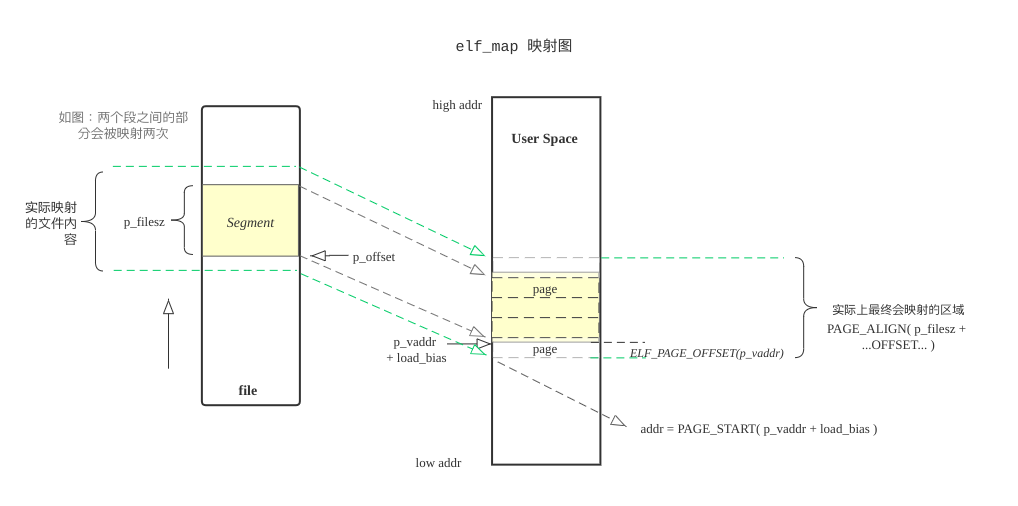 elf_map 映射图
high addr
如图：两个段之间的部
分会被映射两次
User Space
实际映射
的文件内
容
p_filesz
Segment
p_offset
page
实际上最终会映射的区域
PAGE_ALIGN( p_filesz +
...OFFSET... )
p_vaddr
+ load_bias
page
ELF_PAGE_OFFSET(p_vaddr)
file
addr = PAGE_START( p_vaddr + load_bias )
low addr